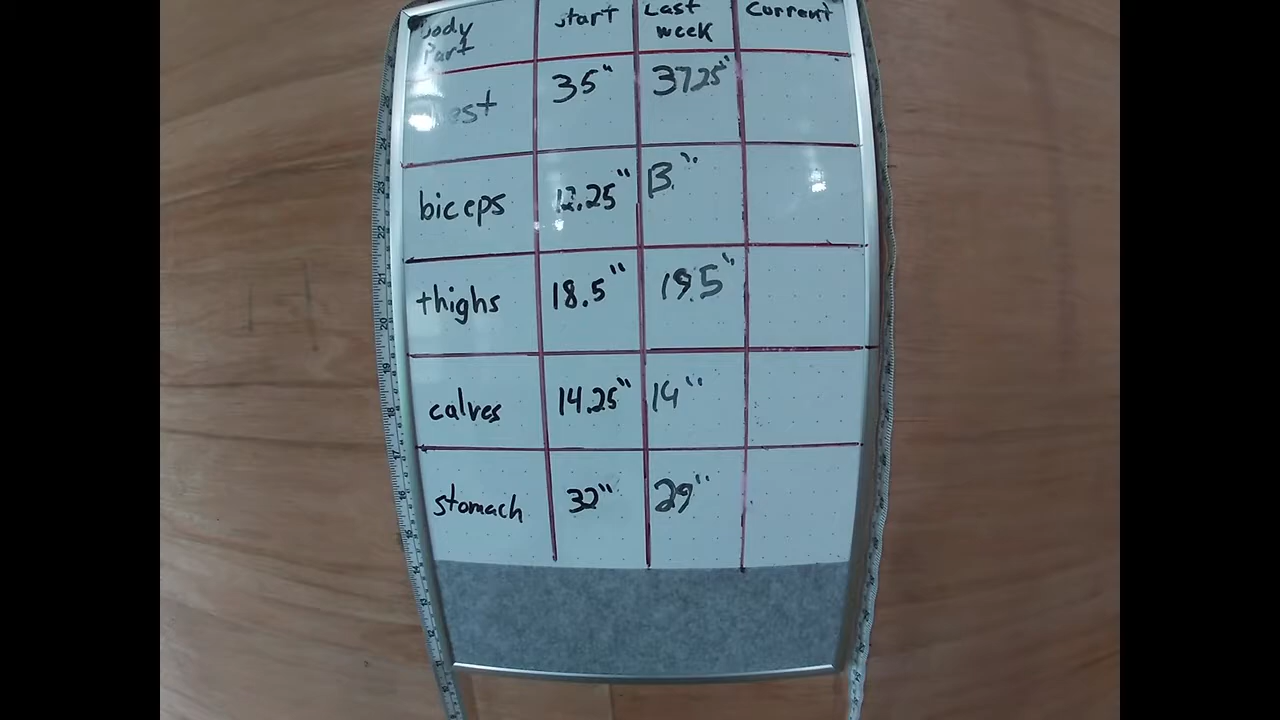 Body Part start Last week Current
35" 37.25"
biceps 12.25" 13"
thighs 18.5" 19.5"
calves 14.25" 14"
stomach 32" 29"